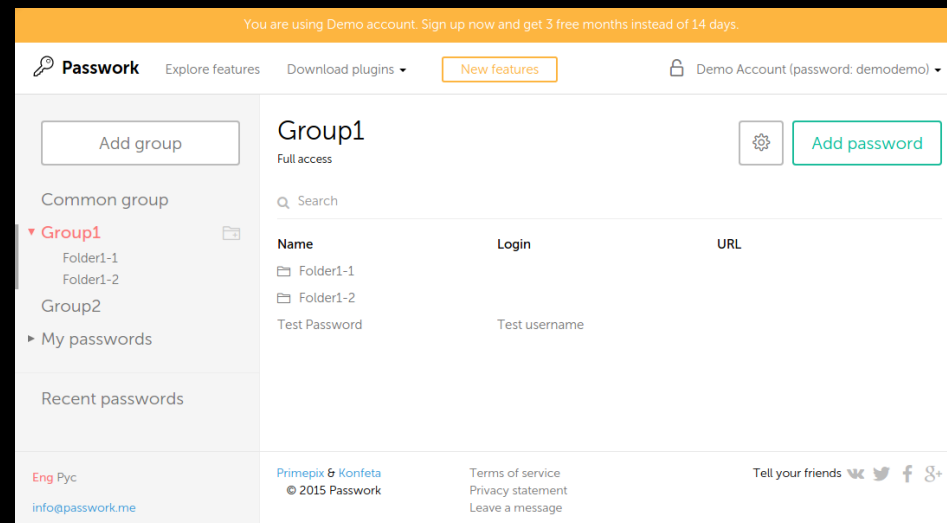 You are using Demo account. Sign up now and get 3 free months instead of 14 days.
Passwork Explore features Download plugins New features Demo Account (password: demodemo)
Add group
Common group
Group1
Folder1-1
Folder1-2
Group2
My passwords
Recent passwords
Group1
Full access
Add password
Search
Name Login URL
Folder1-1
Folder1-2
Test Password Test username
Eng Рус
info@passwork.me
Primepix & Konfeta
© 2015 Passwork
Terms of service
Privacy statement
Leave a message
Tell your friends